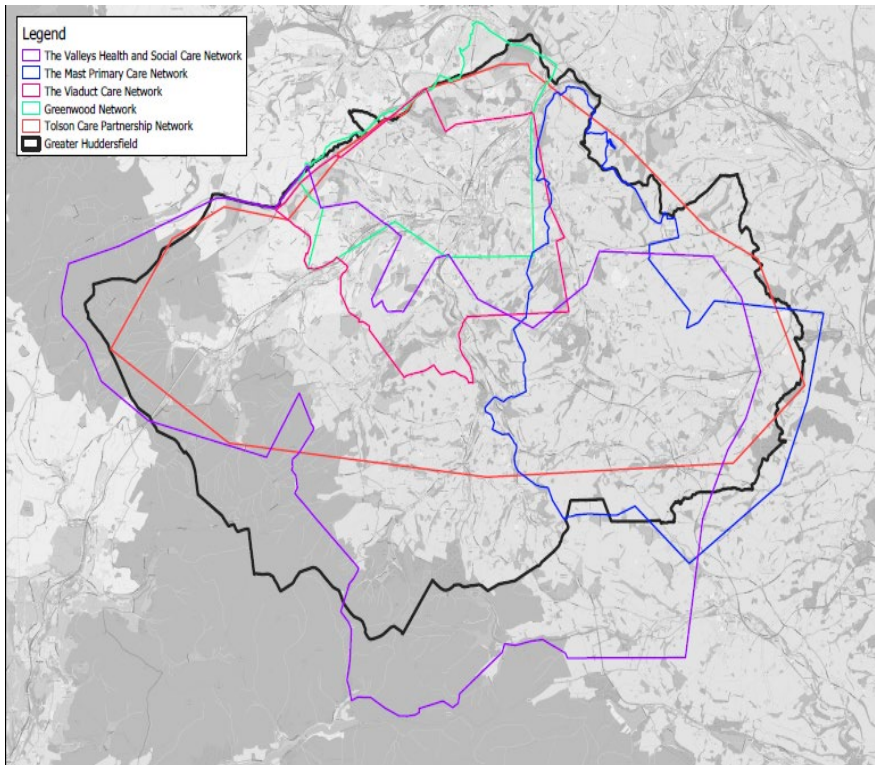 Legend
The Valleys Health and Social Care Network
The Mast Primary Care Network
The Viaduct Care Network
Greenwood Network
Tolson Care Partnership Network
Greater Huddersfield